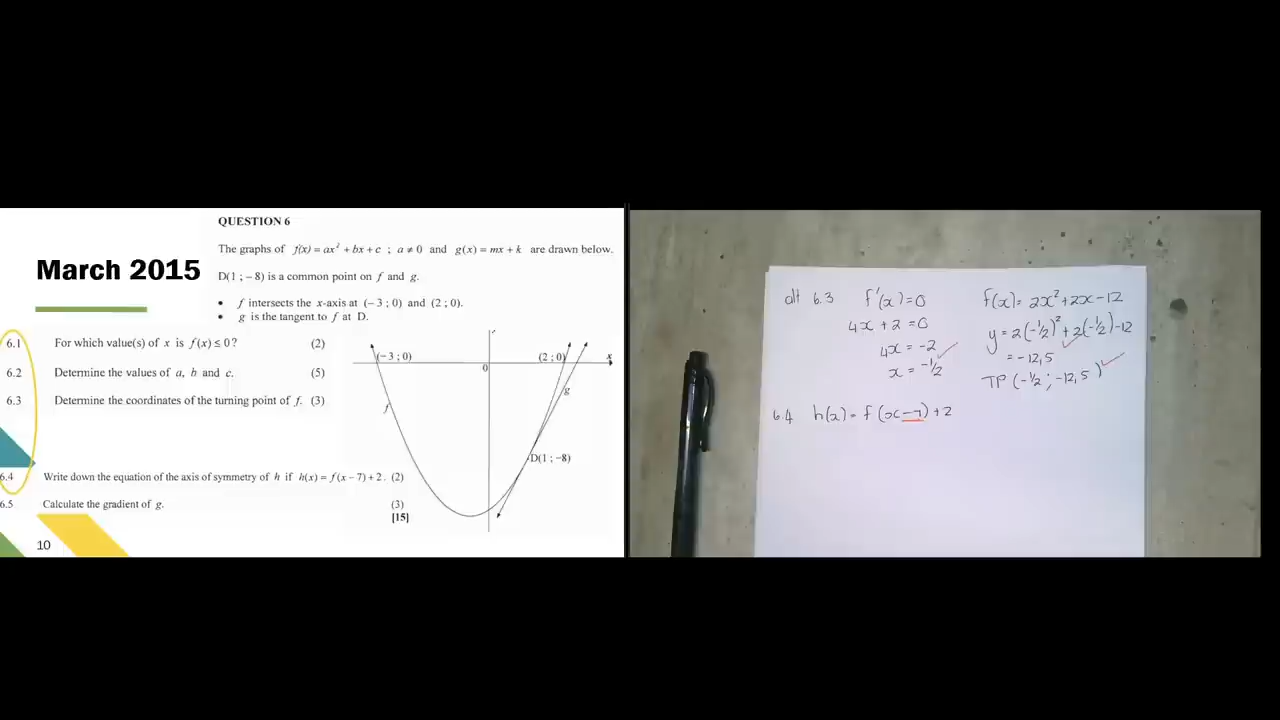 March 2015
QUESTION 6
The graphs of f(x) = ax² + bx + c ; a ≠ 0 and g(x) = mx + k are drawn below.
D(1 ; – 8) is a common point on f and g.
• f intersects the x-axis at (– 3 ; 0) and (2 ; 0).
• g is the tangent to f at D.
6.1 For which value(s) of x is f(x) ≤ 0 ? (2)
6.2 Determine the values of a, b and c. (5)
6.3 Determine the coordinates of the turning point of f. (3)
6.4 Write down the equation of the axis of symmetry of h if h(x) = f(x – 7) + 2 . (2)
6.5 Calculate the gradient of g. (3)
[15]
10
y
(– 3 ; 0)
(2 ; 0)
x
0
g
f
D(1 ; –8)
alt 6.3 f'(x) = 0
4x + 2 = 0
4x = -2
x = -½
f(x) = 2x² + 2x - 12
y = 2(-½)² + 2(-½) - 12
= -12,5
TP (-½ ; -12,5)
6.4 h(x) = f(x-7) + 2